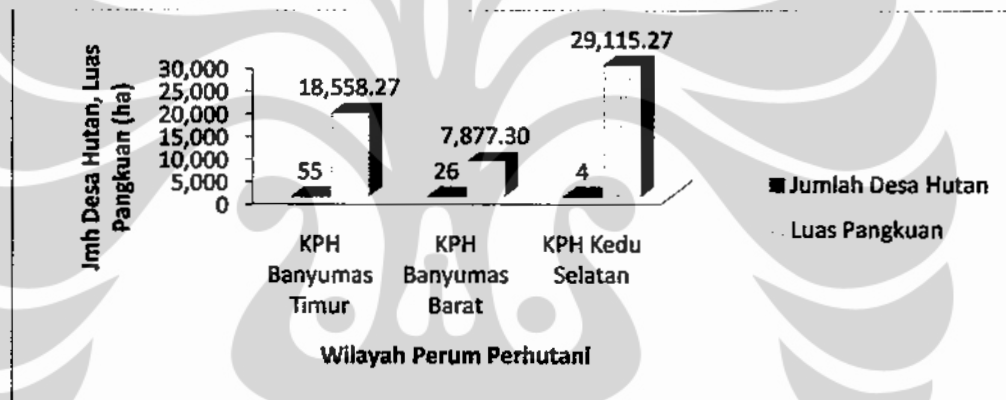 29,115.27
Jmh Desa Hutan, Luas
Pangkuan (ha)
30,000
25,000
20,000
15,000
10,000
5,000
0
18,558.27
7,877.30
55
26
4
Jumlah Desa Hutan
Luas Pangkuan
KPH
Banyumas
Timur
KPH
Banyumas
Barat
KPH Kedu
Selatan
Wilayah Perum Perhutani